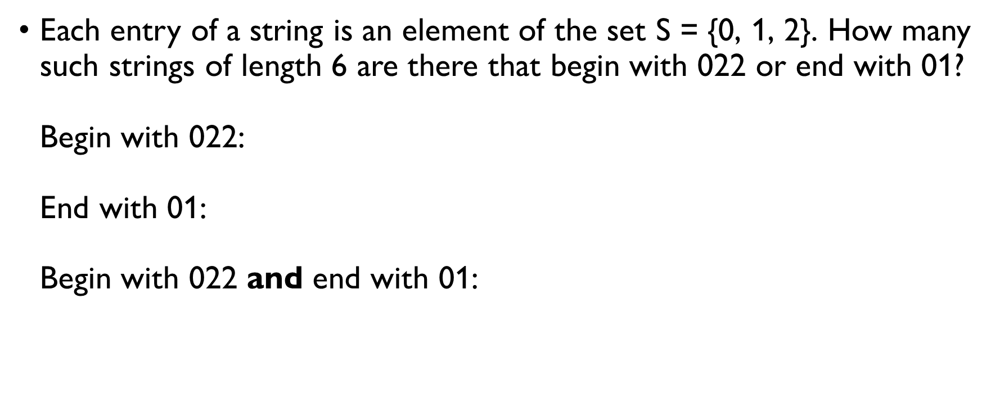 • Each entry of a string is an element of the set S = {0, 1, 2}. How many
such strings of length 6 are there that begin with 022 or end with 01?
Begin with 022:
End with 01:
Begin with 022 and end with 01: